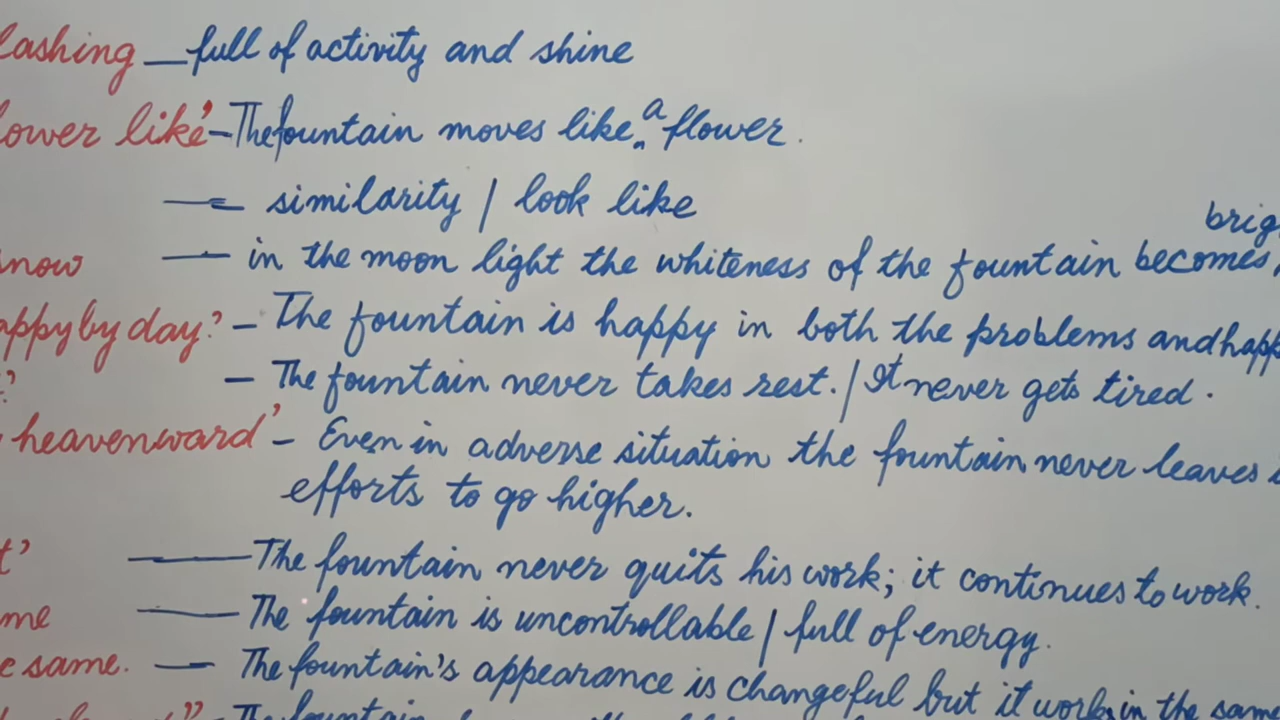 lashing — full of activity and shine
lower like' - The fountain moves like a flower.
— similarity / look like
now — in the moon light the whiteness of the fountain becomes
appy by day.' - The fountain is happy in both the problems and happ
- The fountain never takes rest. / It never gets tired.
heavenward' - Even in adverse situation the fountain never leaves
efforts to go higher.
t' — The fountain never quits his work; it continues to work.
me — The fountain is uncontrollable / full of energy.
same. — The fountain's appearance is changeful but it works in the same
The fountain